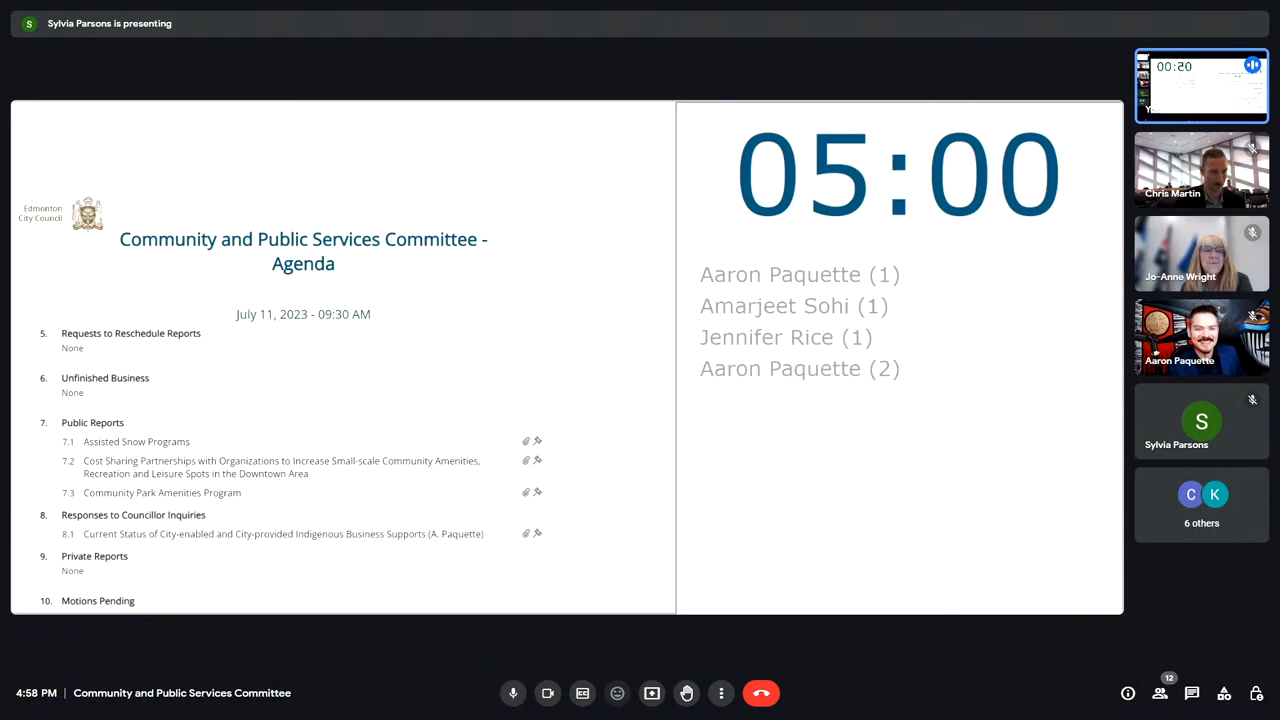 S
Sylvia Parsons is presenting
Edmonton
City Council
Community and Public Services Committee -
Agenda
July 11, 2023 - 09:30 AM
5. Requests to Reschedule Reports
None
6. Unfinished Business
None
7. Public Reports
7.1 Assisted Snow Programs
7.2 Cost Sharing Partnerships with Organizations to Increase Small-scale Community Amenities,
Recreation and Leisure Spots in the Downtown Area
7.3 Community Park Amenities Program
8. Responses to Councillor Inquiries
8.1 Current Status of City-enabled and City-provided Indigenous Business Supports (A. Paquette)
9. Private Reports
None
10. Motions Pending
05:00
Aaron Paquette (1)
Amarjeet Sohi (1)
Jennifer Rice (1)
Aaron Paquette (2)
Chris Martin
Jo-Anne Wright
Aaron Paquette
S
Sylvia Parsons
C K
6 others
4:58 PM | Community and Public Services Committee
12